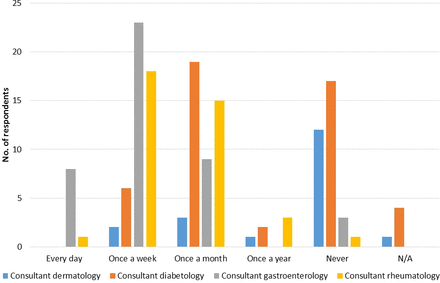 25
20
15
10
5
0
No. of respondents
Every day Once a week Once a month Once a year Never N/A
Consultant dermatology Consultant diabetology Consultant gastroenterology Consultant rheumatology